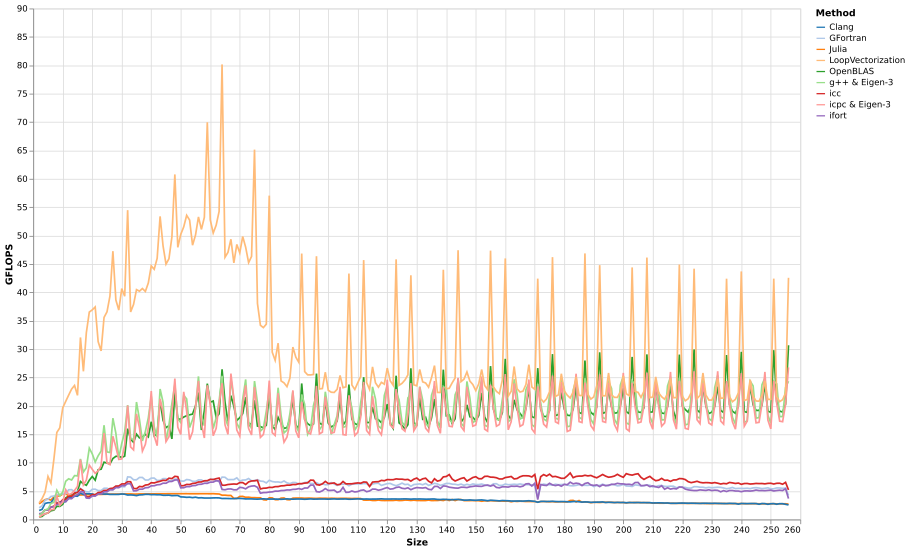 90
85
80
75
70
65
60
55
50
45
40
35
30
25
20
15
10
5
0
GFLOPS
0 10 20 30 40 50 60 70 80 90 100 110 120 130 140 150 160 170 180 190 200 210 220 230 240 250 260
Size
Method
Clang
GFortran
Julia
LoopVectorization
OpenBLAS
g++ & Eigen-3
icc
icpc & Eigen-3
ifort